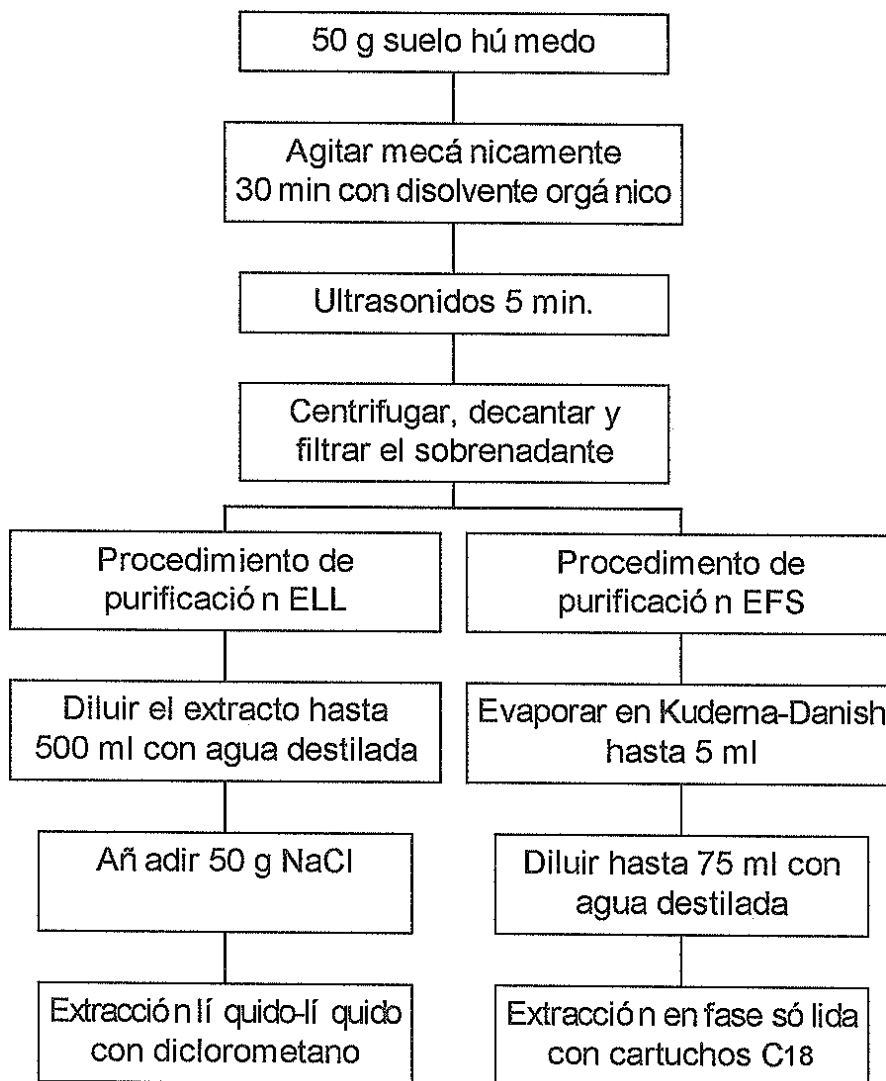 50 g suelo hú medo
Agitar mecá nicamente
30 min con disolvente orgá nico
Ultrasonidos 5 min.
Centrifugar, decantar y
filtrar el sobrenadante
Procedimiento de
purificació n ELL
Diluir el extracto hasta
500 ml con agua destilada
Añ adir 50 g NaCl
Extracció n lí quido-lí quido
con diclorometano
Procedimento de
purificació n EFS
Evaporar en Kuderna-Danish
hasta 5 ml
Diluir hasta 75 ml con
agua destilada
Extracció n en fase só lida
con cartuchos C18